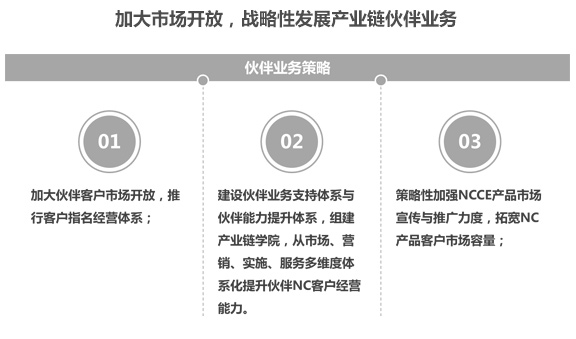 加大市场开放，战略性发展产业链伙伴业务
伙伴业务策略
01
加大伙伴客户市场开放，推
行客户指名经营体系；
02
建设伙伴业务支持体系与
伙伴能力提升体系，组建
产业链学院，从市场、营
销、实施、服务多维度体
系化提升伙伴NC客户经营
能力。
03
策略性加强NCCE产品市场
宣传与推广力度，拓宽NC
产品客户市场容量；